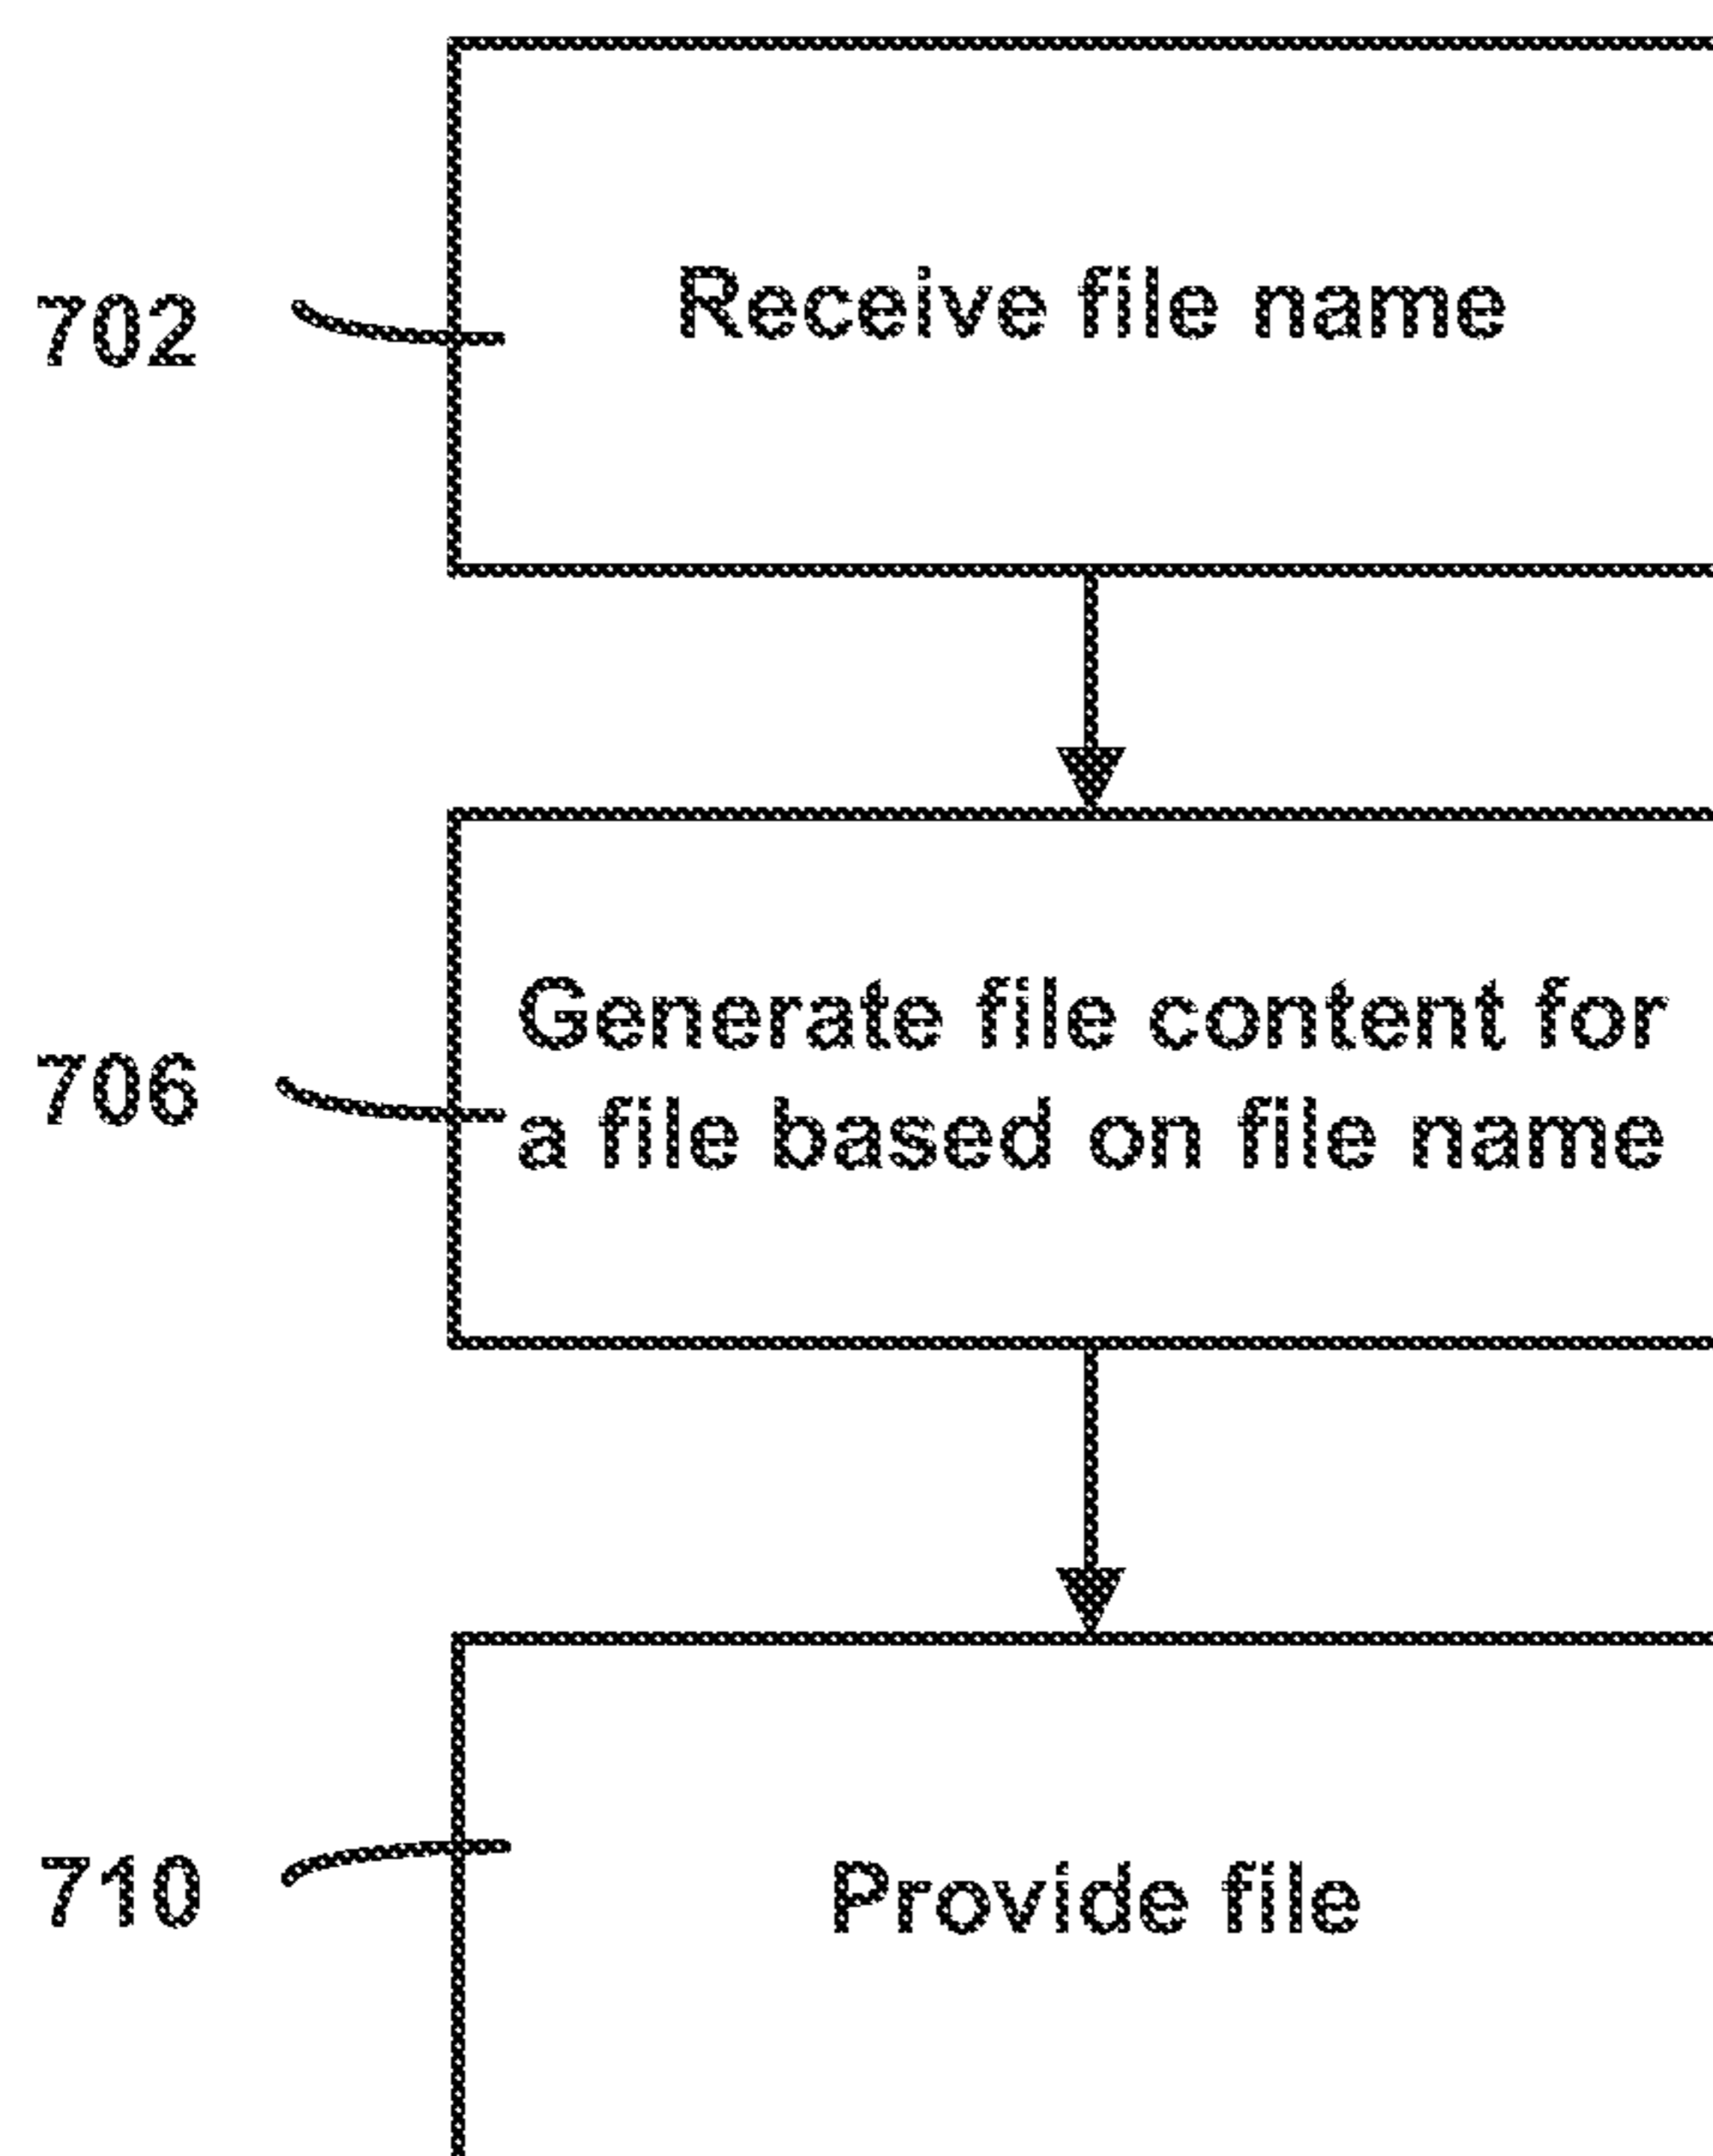 702
Receive file name
706
Generate file content for
a file based on file name
710
Provide file